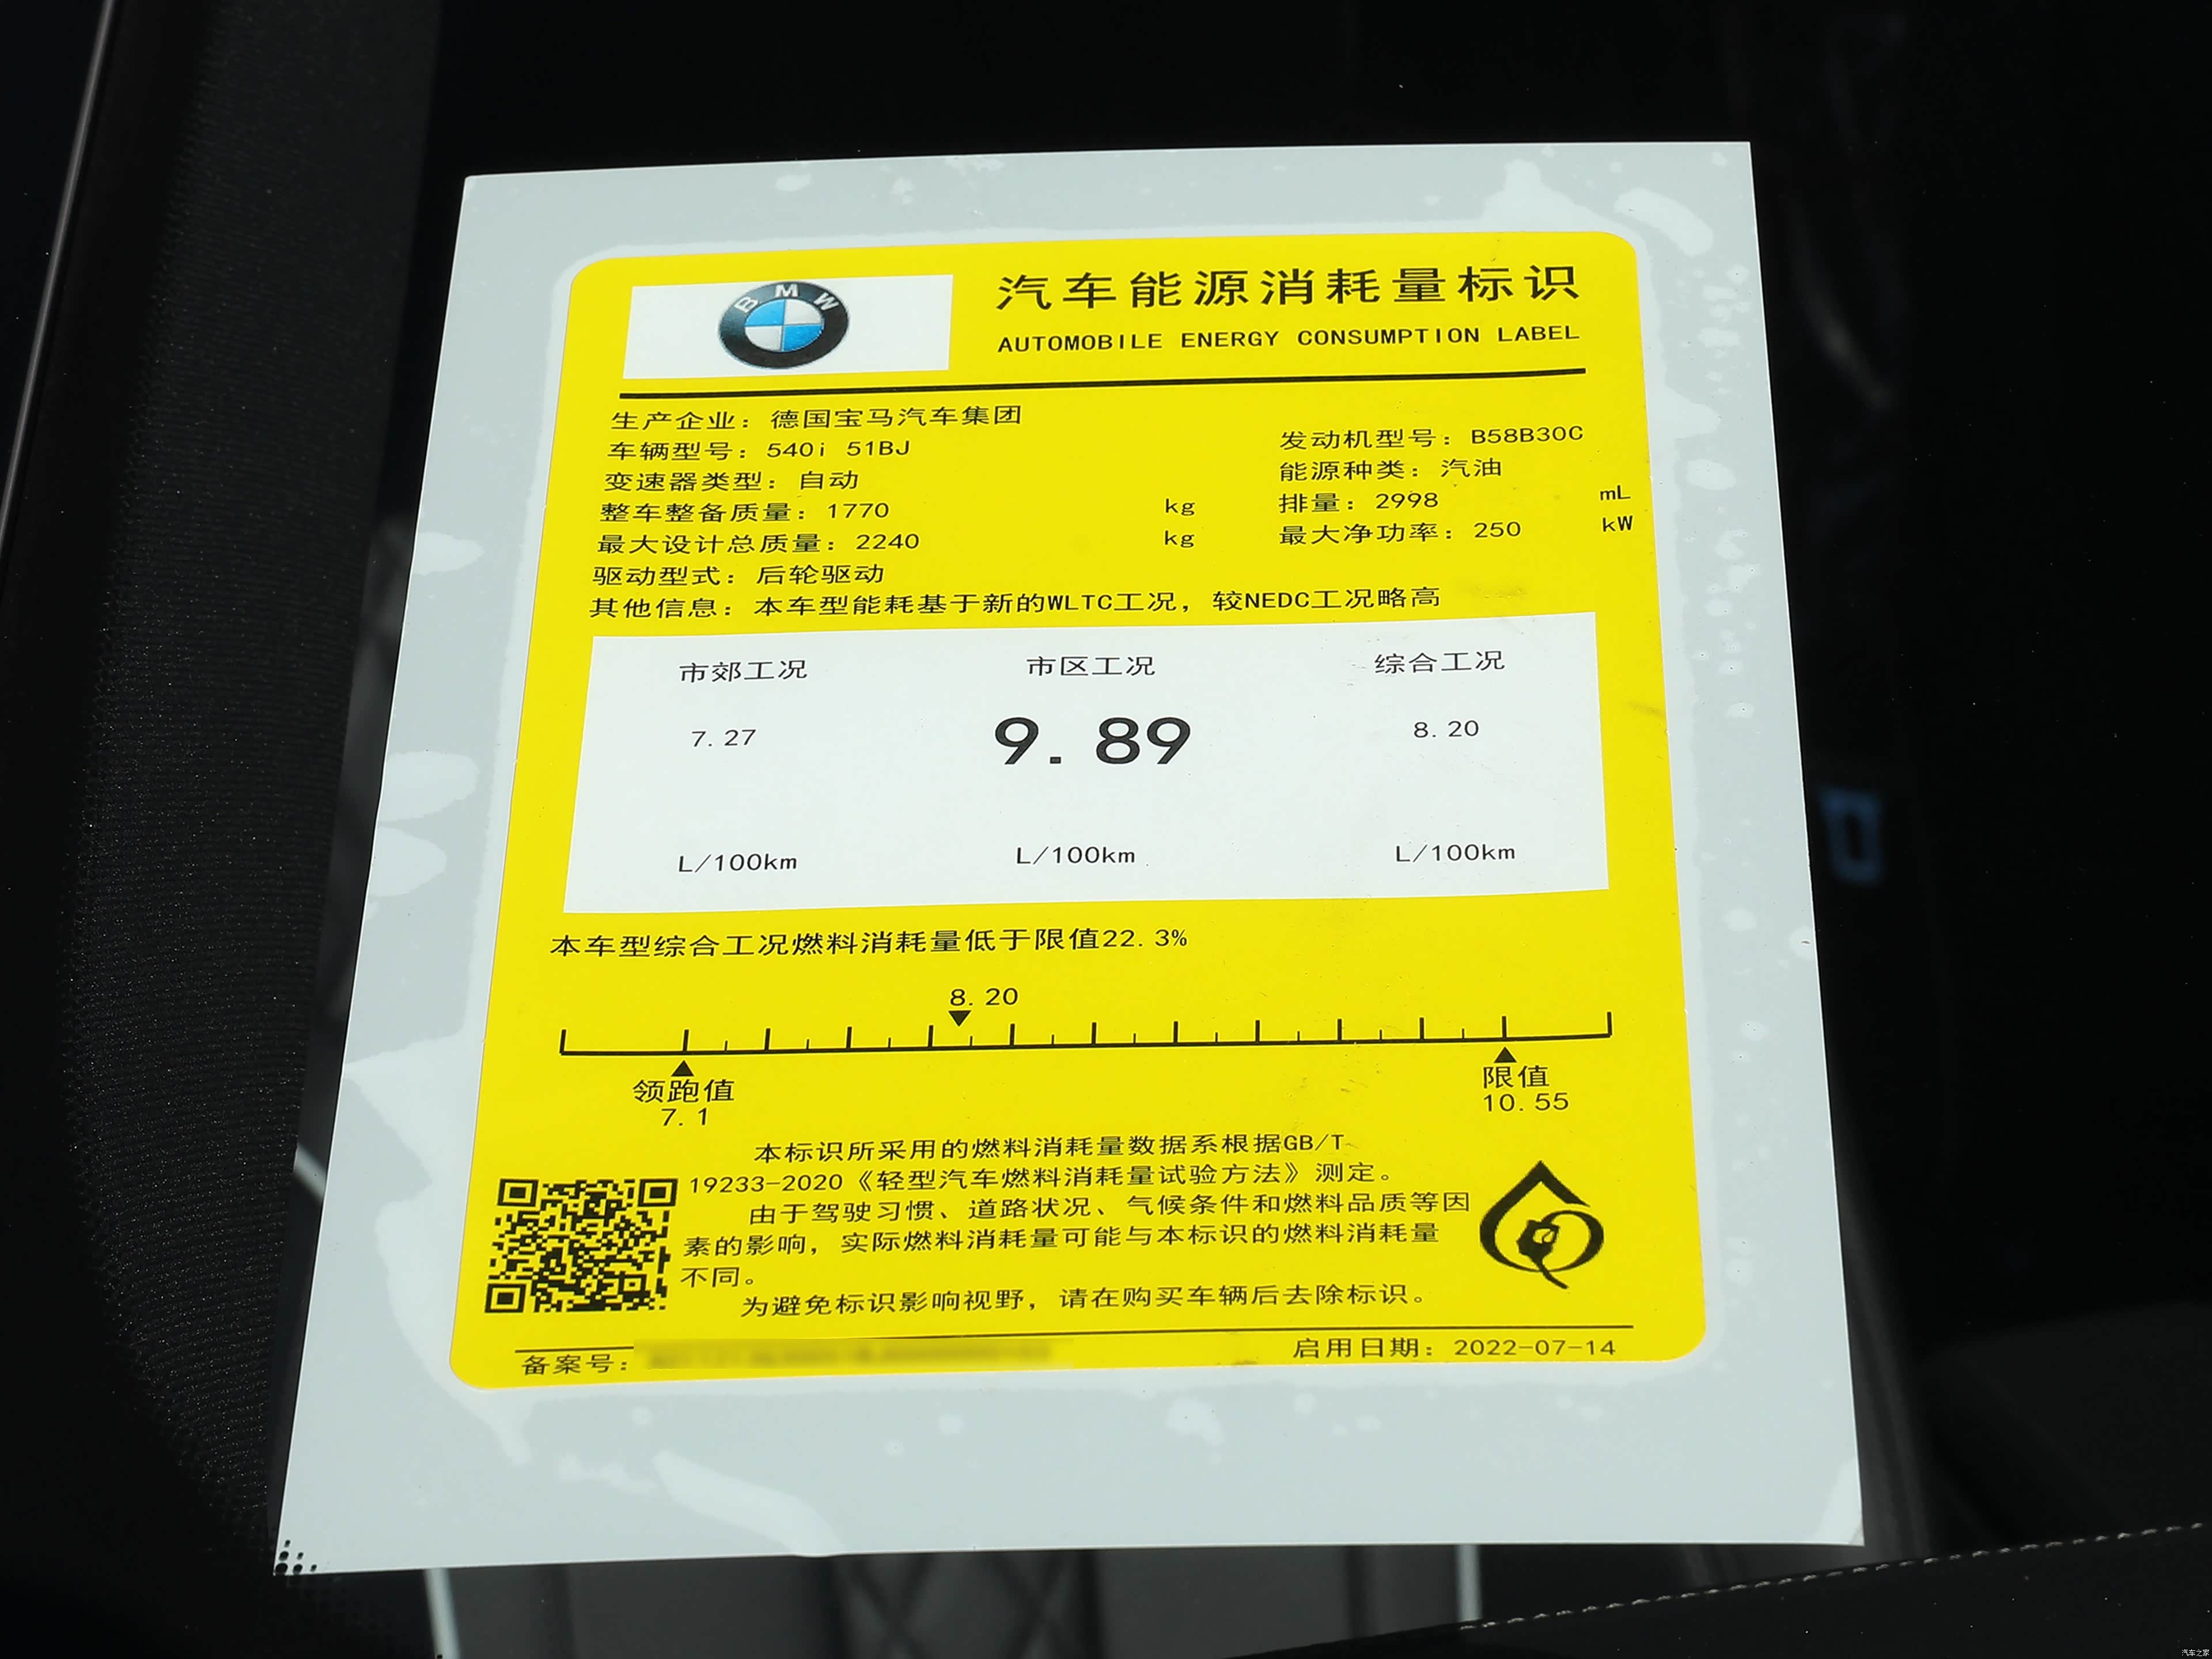 BMW
汽车能源消耗量标识
AUTOMOBILE ENERGY CONSUMPTION LABEL
生产企业：德国宝马汽车集团
车辆型号：540i 51BJ
发动机型号：B58B30C
变速器类型：自动
能源种类：汽油
整车整备质量：1770 kg
排量：2998 mL
最大设计总质量：2240 kg
最大净功率：250 kW
驱动型式：后轮驱动
其他信息：本车型能耗基于新的WLTC工况，较NEDC工况略高
市郊工况 市区工况 综合工况
7.27 9.89 8.20
L/100km L/100km L/100km
本车型综合工况燃料消耗量低于限值22.3%
8.20
领跑值 限值
7.1 10.55
本标识所采用的燃料消耗量数据系根据GB/T
19233-2020《轻型汽车燃料消耗量试验方法》测定。
由于驾驶习惯、道路状况、气候条件和燃料品质等因
素的影响，实际燃料消耗量可能与本标识的燃料消耗量
不同。
为避免标识影响视野，请在购买车辆后去除标识。
备案号：
启用日期：2022-07-14
汽车之家